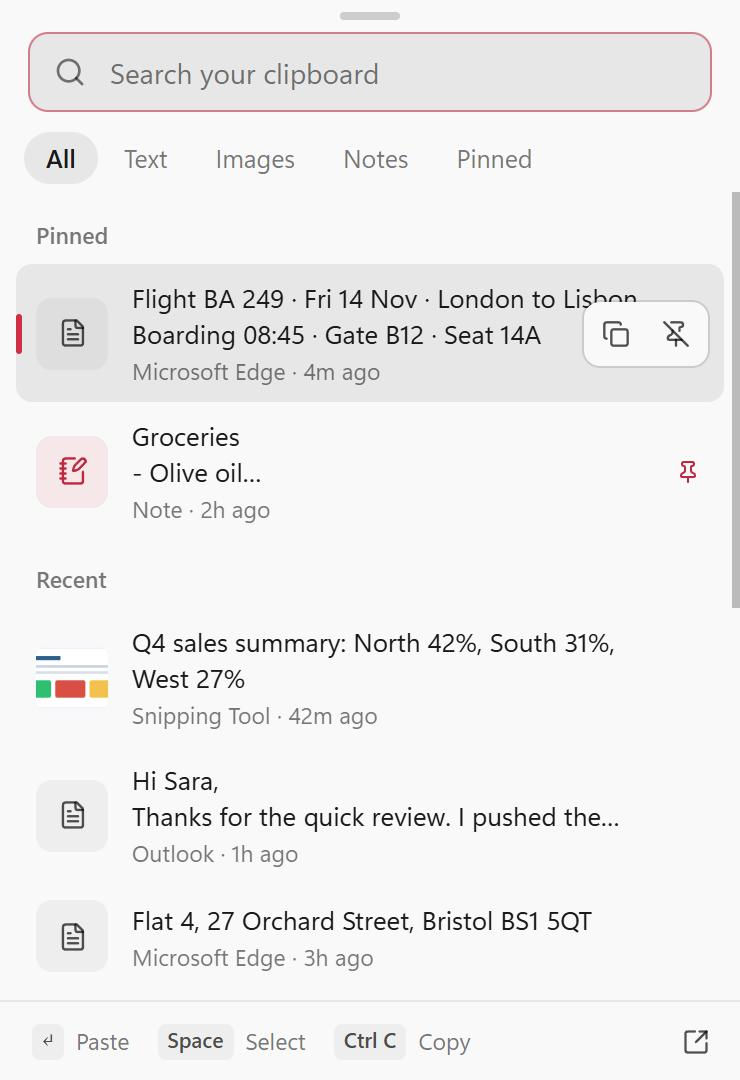 Search your clipboard
All Text Images Notes Pinned
Pinned
Flight BA 249 · Fri 14 Nov · London to Lisbon
Boarding 08:45 · Gate B12 · Seat 14A
Microsoft Edge · 4m ago
Groceries
- Olive oil...
Note · 2h ago
Recent
Q4 sales summary: North 42%, South 31%,
West 27%
Snipping Tool · 42m ago
Hi Sara,
Thanks for the quick review. I pushed the...
Outlook · 1h ago
Flat 4, 27 Orchard Street, Bristol BS1 5QT
Microsoft Edge · 3h ago
↵ Paste Space Select Ctrl C Copy